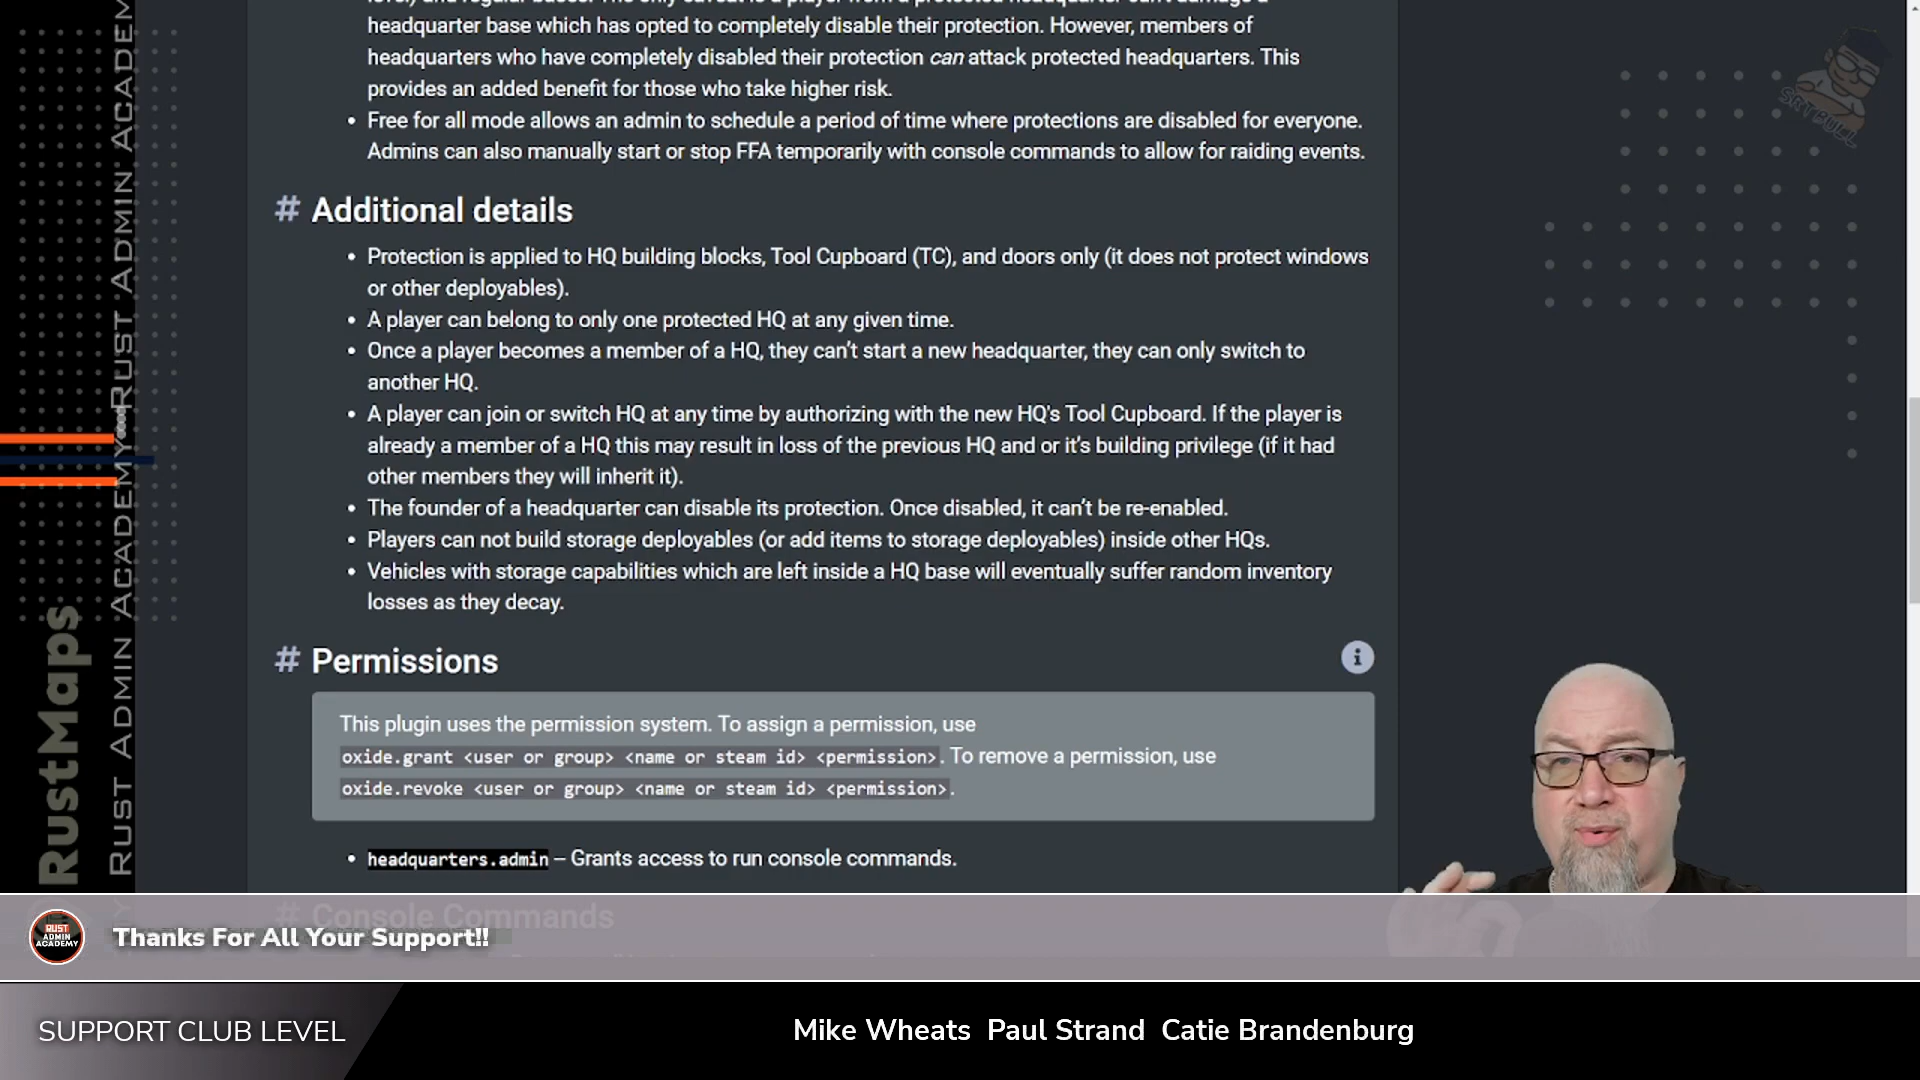 headquarter base which has opted to completely disable their protection. However, members of
headquarters who have completely disabled their protection can attack protected headquarters. This
provides an added benefit for those who take higher risk.
• Free for all mode allows an admin to schedule a period of time where protections are disabled for everyone.
Admins can also manually start or stop FFA temporarily with console commands to allow for raiding events.
# Additional details
• Protection is applied to HQ building blocks, Tool Cupboard (TC), and doors only (it does not protect windows
or other deployables).
• A player can belong to only one protected HQ at any given time.
• Once a player becomes a member of a HQ, they can't start a new headquarter, they can only switch to
another HQ.
• A player can join or switch HQ at any time by authorizing with the new HQ's Tool Cupboard. If the player is
already a member of a HQ this may result in loss of the previous HQ and or it's building privilege (if it had
other members they will inherit it).
• The founder of a headquarter can disable its protection. Once disabled, it can't be re-enabled.
• Players can not build storage deployables (or add items to storage deployables) inside other HQs.
• Vehicles with storage capabilities which are left inside a HQ base will eventually suffer random inventory
losses as they decay.
# Permissions
This plugin uses the permission system. To assign a permission, use
oxide.grant <user or group> <name or steam id> <permission>. To remove a permission, use
oxide.revoke <user or group> <name or steam id> <permission>.
• headquarters.admin – Grants access to run console commands.
# Console Commands
RUST ADMIN ACADEMY
Thanks For All Your Support!!
SUPPORT CLUB LEVEL
Mike Wheats Paul Strand Catie Brandenburg
RustMaps
RUST ADMIN ACADEMY
RUST ADMIN ACADEM
SRTBULL